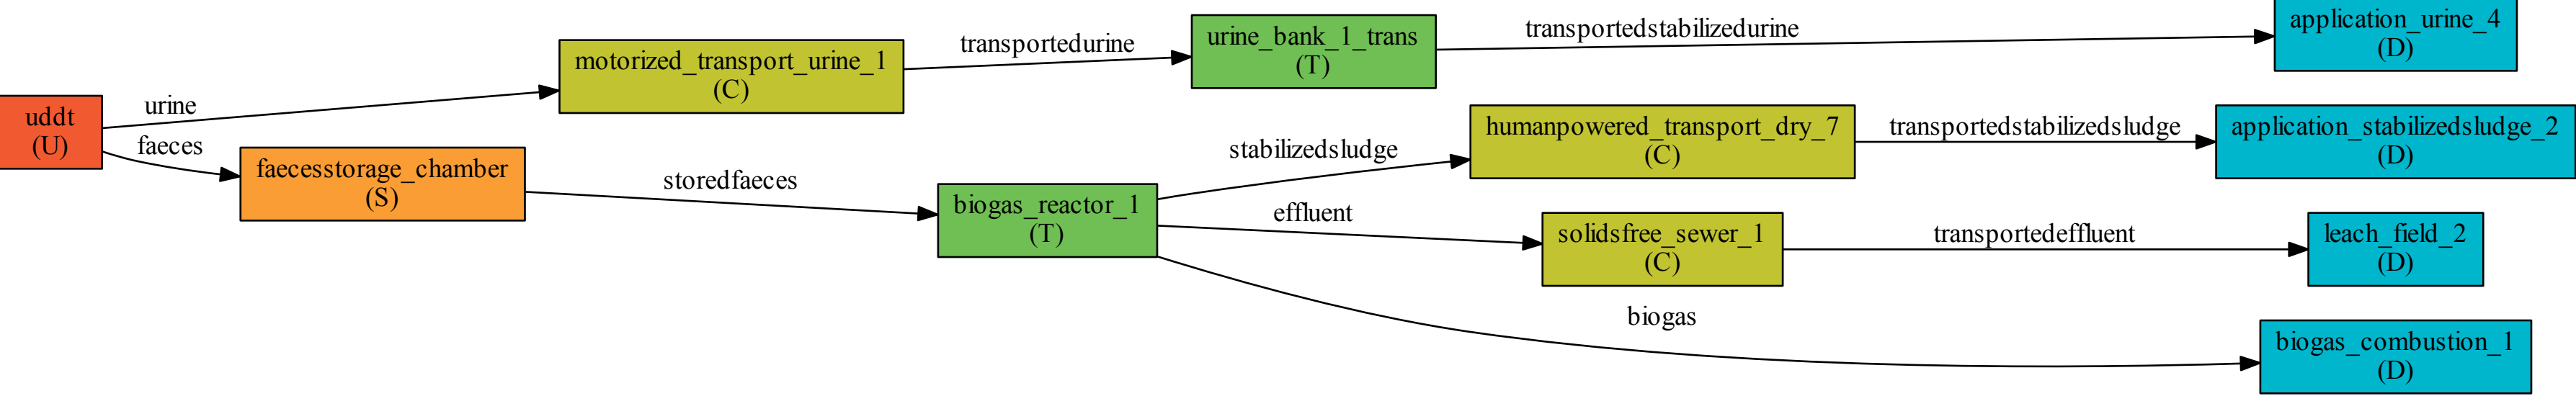 uddt
(U)
urine
faeces
motorized_transport_urine_1
(C)
faecesstorage_chamber
(S)
transportedurine
storedfaeces
urine_bank_1_trans
(T)
biogas_reactor_1
(T)
transportedstabilizedurine
stabilizedsludge
effluent
biogas
humanpowered_transport_dry_7
(C)
solidsfree_sewer_1
(C)
transportedstabilizedsludge
transportedeffluent
application_urine_4
(D)
application_stabilizedsludge_2
(D)
leach_field_2
(D)
biogas_combustion_1
(D)